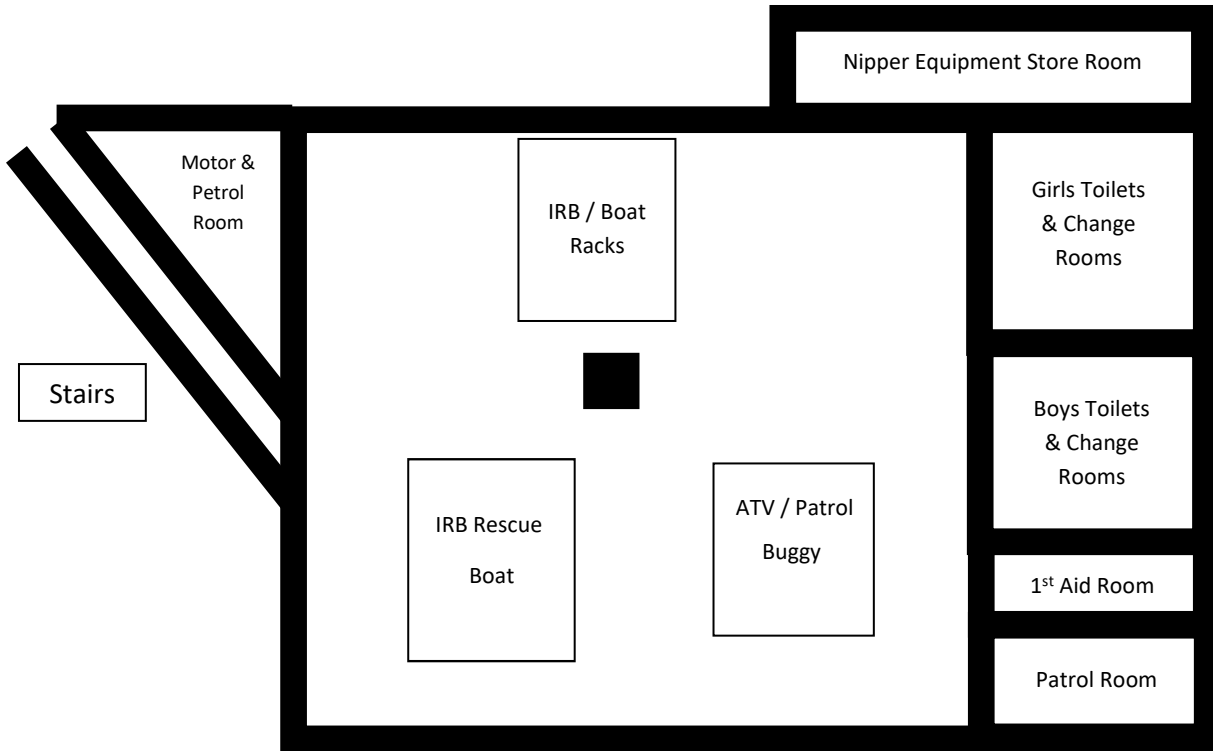 Nipper Equipment Store Room
Motor &
Petrol
Room
IRB / Boat
Racks
Girls Toilets
& Change
Rooms
Stairs
Boys Toilets
& Change
Rooms
IRB Rescue
Boat
ATV / Patrol
Buggy
1st Aid Room
Patrol Room